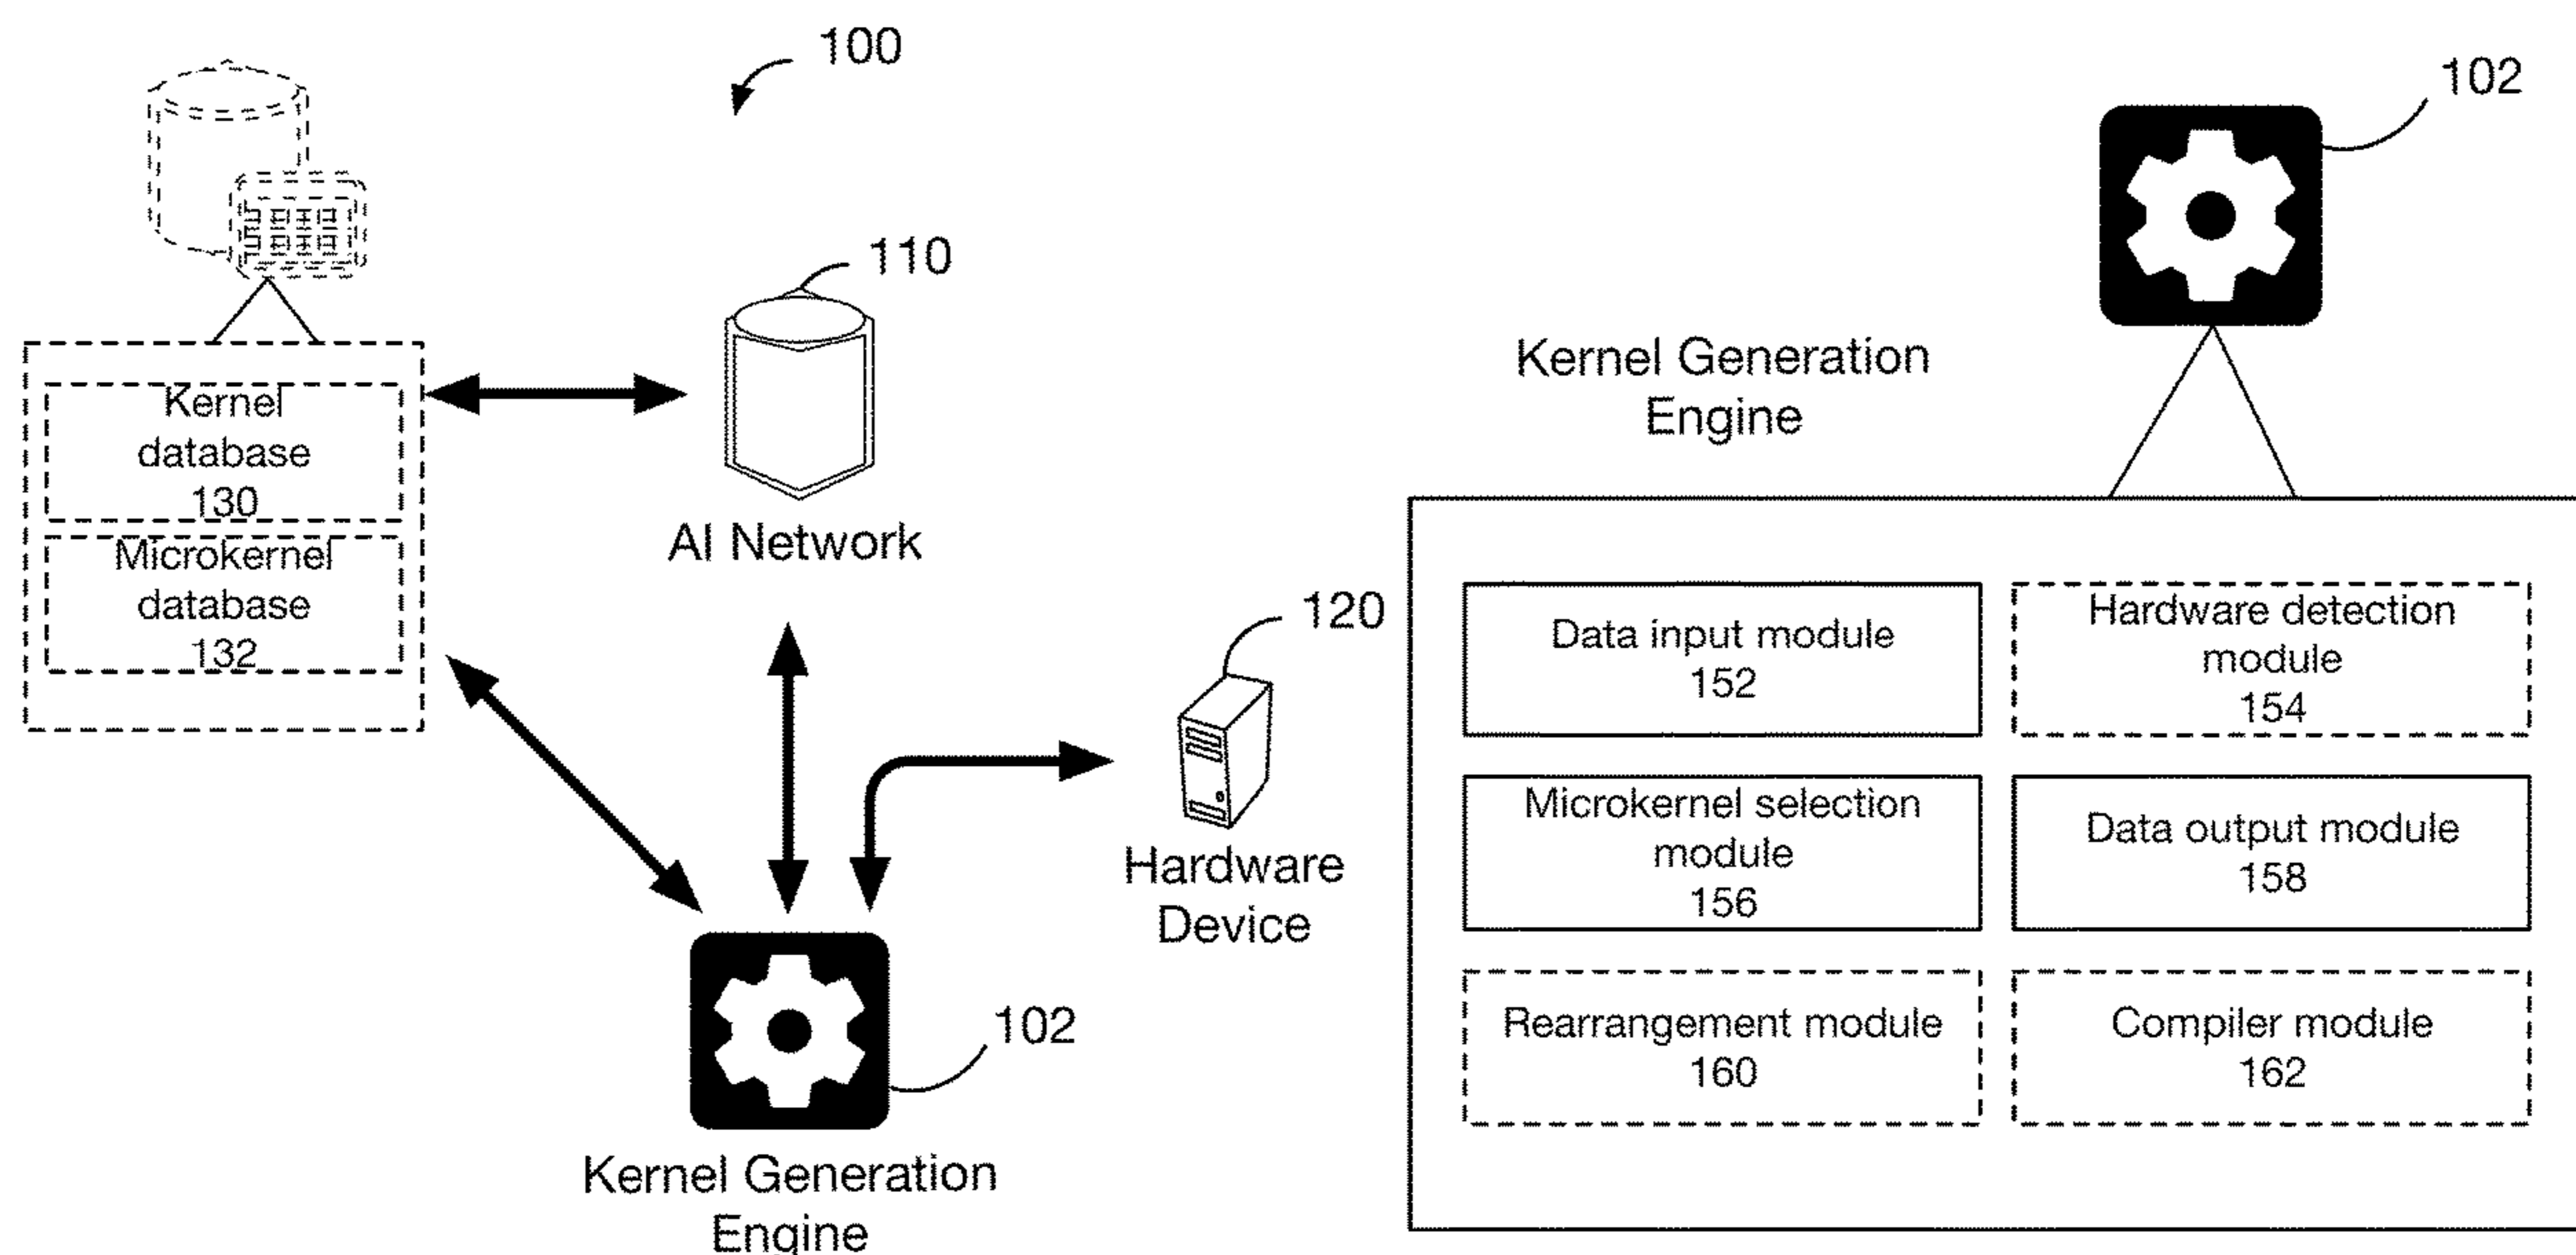 100
110
Kernel
database
130
Microkernel
database
132
AI Network
120
Hardware
Device
102
Kernel Generation
Engine
102
Kernel Generation
Engine
Data input module
152
Hardware detection
module
154
Microkernel selection
module
156
Data output module
158
Rearrangement module
160
Compiler module
162